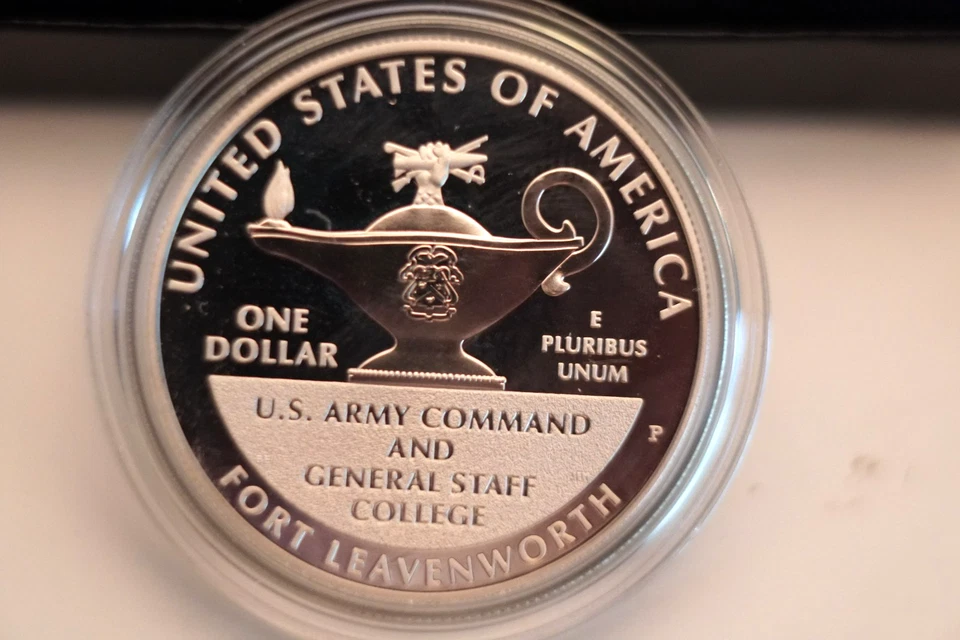 UNITED STATES OF AMERICA
ONE
DOLLAR
E
PLURIBUS
UNUM
P
U.S. ARMY COMMAND
AND
GENERAL STAFF
COLLEGE
FORT LEAVENWORTH